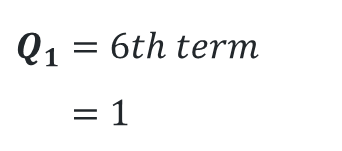 Q₁ = 6th term
= 1